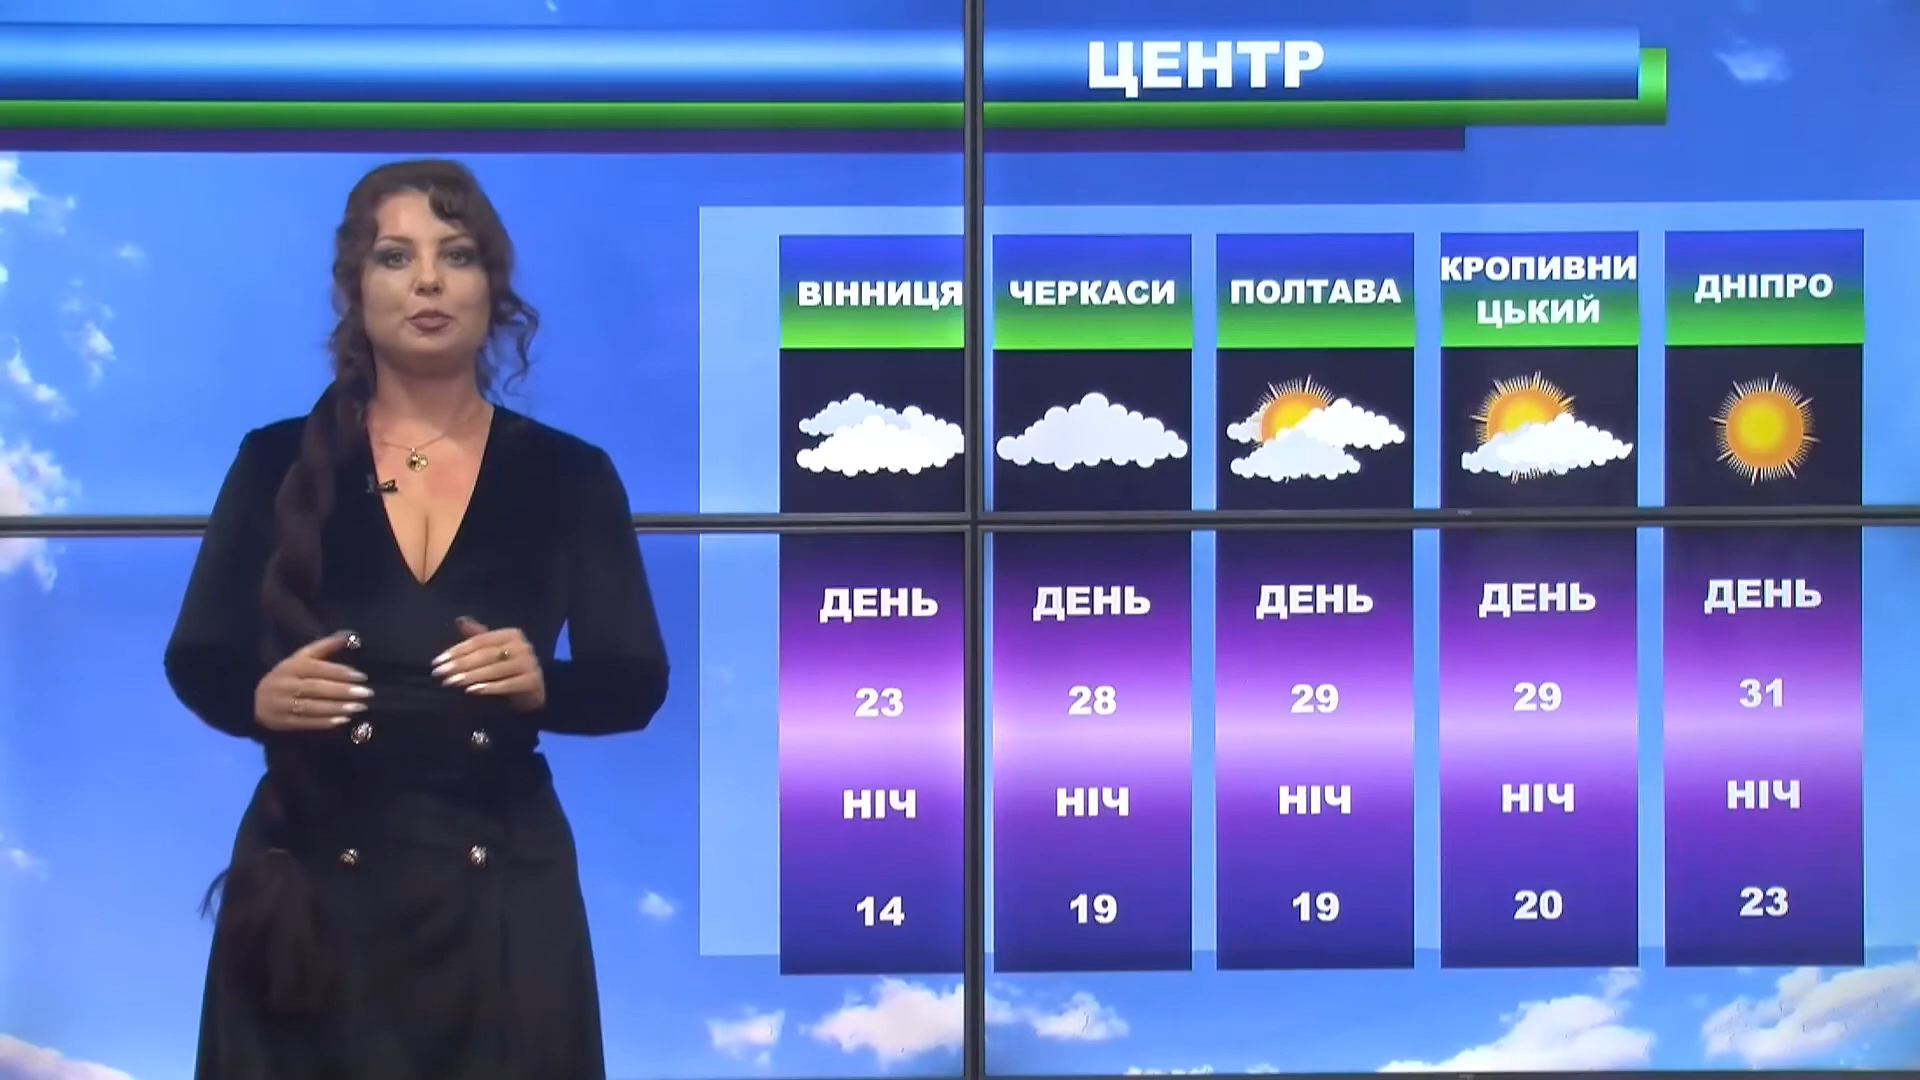 ЦЕНТР
ВІННИЦЯ
ЧЕРКАСИ
ПОЛТАВА
КРОПИВНИ
ЦЬКИЙ
ДНІПРО
ДЕНЬ
ДЕНЬ
ДЕНЬ
ДЕНЬ
ДЕНЬ
23
28
29
29
31
НІЧ
НІЧ
НІЧ
НІЧ
НІЧ
14
19
19
20
23